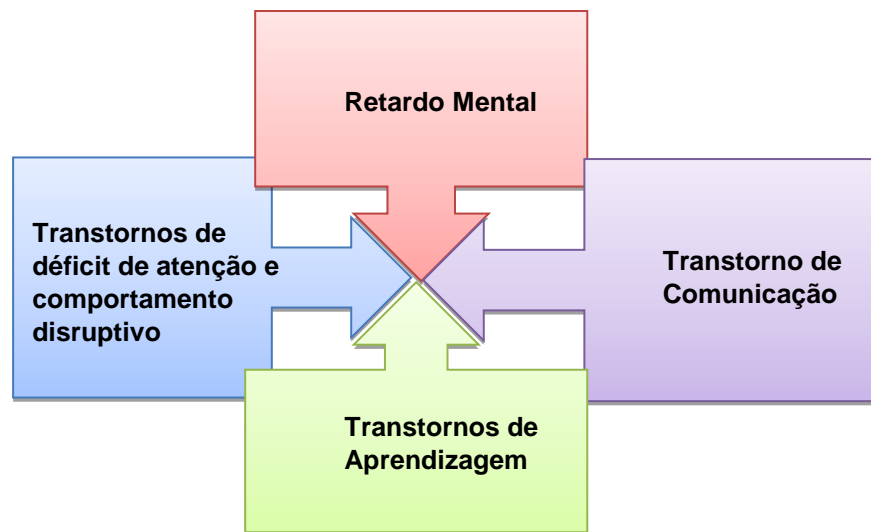 Retardo Mental
Transtornos de
déficit de atenção e
comportamento
disruptivo
Transtorno de
Comunicação
Transtornos de
Aprendizagem